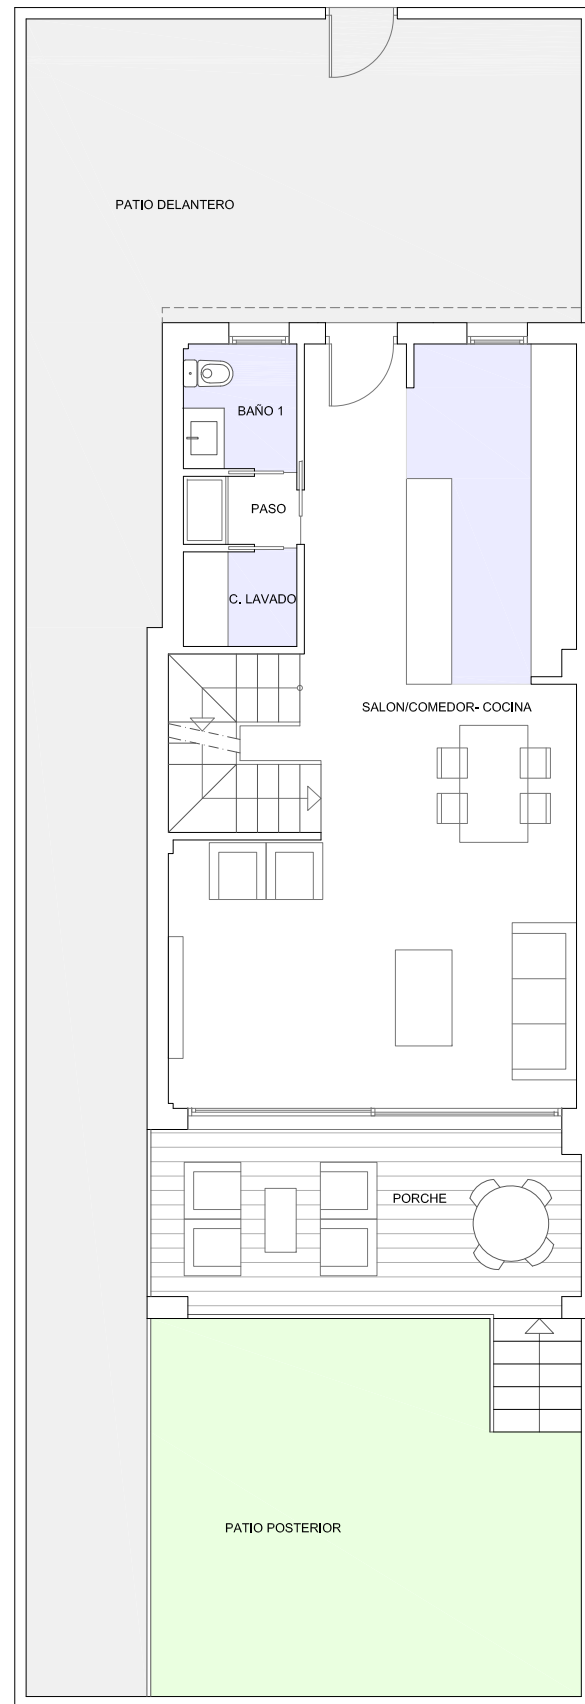 PATIO DELANTERO
BAÑO 1
PASO
C. LAVADO
SALON/COMEDOR- COCINA
PORCHE
PATIO POSTERIOR